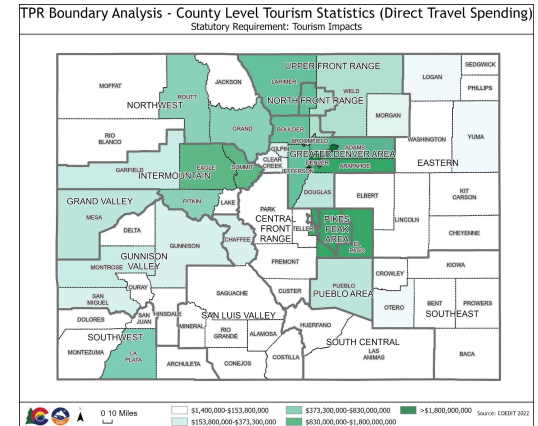 TPR Boundary Analysis - County Level Tourism Statistics (Direct Travel Spending)
Statutory Requirement: Tourism Impacts
SEDGWICK
LOGAN
PHILLIPS
UPPER FRONT RANGE
JACKSON
LARIMER
MOFFAT
ROUTT
WELD
NORTHWEST
NORTH FRONT RANGE
MORGAN
GRAND
BOULDER
RIO BLANCO
WASHINGTON
YUMA
BROOMFIELD
GILPIN
ADAMS
GREATER DENVER AREA
CLEAR CREEK
DENVER
ARAPAHOE
EASTERN
GARFIELD
EAGLE
SUMMIT
JEFFERSON
INTERMOUNTAIN
DOUGLAS
ELBERT
KIT CARSON
GRAND VALLEY
PITKIN
LAKE
PARK
MESA
CENTRAL FRONT RANGE
TELLER
PIKES PEAK AREA
LINCOLN
DELTA
CHEYENNE
EL PASO
GUNNISON
CHAFFEE
GUNNISON VALLEY
FREMONT
MONTROSE
KIOWA
CROWLEY
OURAY
PUEBLO
PUEBLO AREA
SAGUACHE
CUSTER
SAN MIGUEL
OTERO
BENT
PROWERS
SOUTHEAST
DOLORES
SAN JUAN
HINSDALE
SAN LUIS VALLEY
MINERAL
HUERFANO
RIO GRANDE
ALAMOSA
SOUTHWEST
SOUTH CENTRAL
MONTEZUMA
LA PLATA
LAS ANIMAS
ARCHULETA
CONEJOS
COSTILLA
BACA
0 10 Miles
$1,400,000-$153,800,000
$153,800,000-$373,300,000
$373,300,000-$830,000,000
$830,000,000-$1,800,000,000
>$1,800,000,000
Source: COEDIT 2022